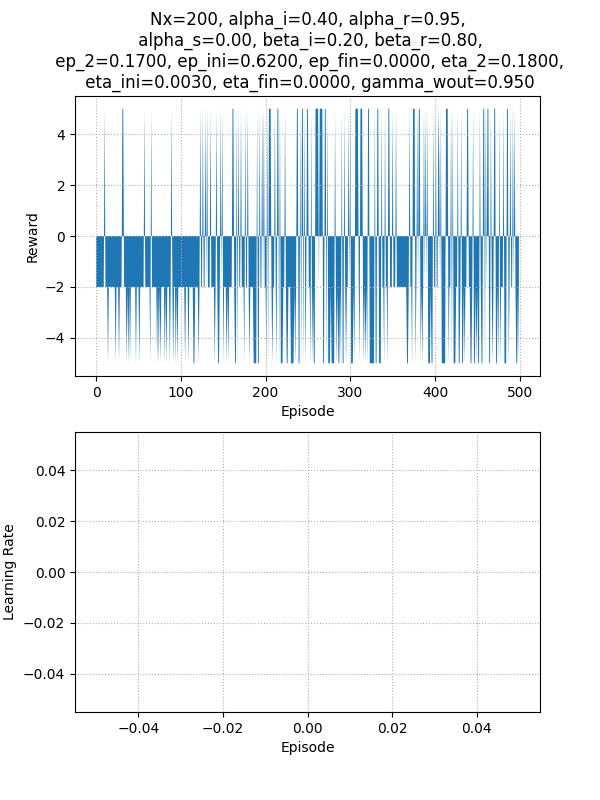 Nx=200, alpha_i=0.40, alpha_r=0.95,
alpha_s=0.00, beta_i=0.20, beta_r=0.80,
ep_2=0.1700, ep_ini=0.6200, ep_fin=0.0000, eta_2=0.1800,
eta_ini=0.0030, eta_fin=0.0000, gamma_wout=0.950
4
2
0
−2
−4
Reward
0 100 200 300 400 500
Episode
0.04
0.02
0.00
−0.02
−0.04
Learning Rate
−0.04 −0.02 0.00 0.02 0.04
Episode